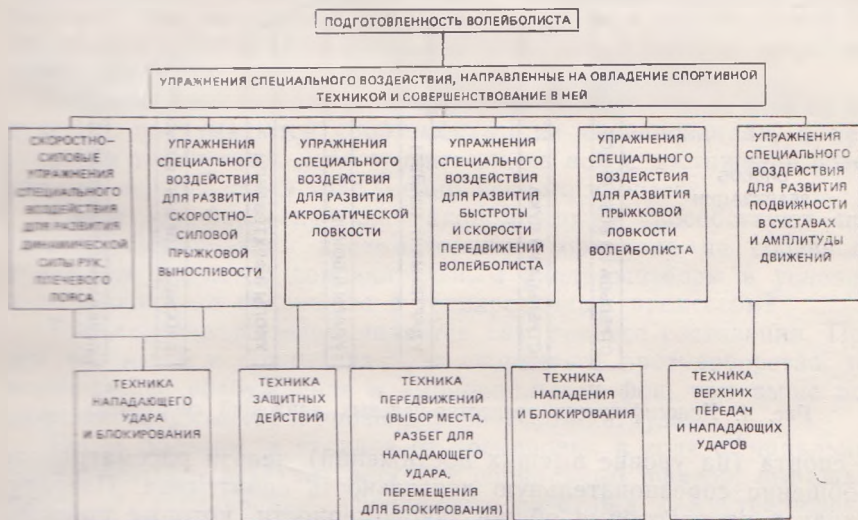 ПОДГОТОВЛЕННОСТЬ ВОЛЕЙБОЛИСТА
УПРАЖНЕНИЯ СПЕЦИАЛЬНОГО ВОЗДЕЙСТВИЯ, НАПРАВЛЕННЫЕ НА ОВЛАДЕНИЕ СПОРТИВНОЙ
ТЕХНИКОЙ И СОВЕРШЕНСТВОВАНИЕ В НЕЙ
СКОРОСТНО—
СИЛОВЫЕ
УПРАЖНЕНИЯ
СПЕЦИАЛЬНОГО
ВОЗДЕЙСТВИЯ
ДЛЯ РАЗВИТИЯ
ДИНАМИЧЕСКОЙ
СИЛЫ РУК,
ПЛЕЧЕВОГО
ПОЯСА
УПРАЖНЕНИЯ
СПЕЦИАЛЬНОГО
ВОЗДЕЙСТВИЯ
ДЛЯ РАЗВИТИЯ
СКОРОСТНО—
СИЛОВОЙ
ПРЫЖКОВОЙ
ВЫНОСЛИВОСТИ
УПРАЖНЕНИЯ
СПЕЦИАЛЬНОГО
ВОЗДЕЙСТВИЯ
ДЛЯ РАЗВИТИЯ
АКРОБАТИЧЕСКОЙ
ЛОВКОСТИ
УПРАЖНЕНИЯ
СПЕЦИАЛЬНОГО
ВОЗДЕЙСТВИЯ
ДЛЯ РАЗВИТИЯ
БЫСТРОТЫ
И СКОРОСТИ
ПЕРЕДВИЖЕНИЙ
ВОЛЕЙБОЛИСТА
УПРАЖНЕНИЯ
СПЕЦИАЛЬНОГО
ВОЗДЕЙСТВИЯ
ДЛЯ РАЗВИТИЯ
ПРЫЖКОВОЙ
ЛОВКОСТИ
ВОЛЕЙБОЛИСТА
УПРАЖНЕНИЯ
СПЕЦИАЛЬНОГО
ВОЗДЕЙСТВИЯ
ДЛЯ РАЗВИТИЯ
ПОДВИЖНОСТИ
В СУСТАВАХ
И АМПЛИТУДЫ
ДВИЖЕНИЙ
ТЕХНИКА
НАПАДАЮЩЕГО
УДАРА
И БЛОКИРОВАНИЯ
ТЕХНИКА
ЗАЩИТНЫХ
ДЕЙСТВИЙ
ТЕХНИКА
ПЕРЕДВИЖЕНИЙ
(ВЫБОР МЕСТА,
РАЗБЕГ ДЛЯ
НАПАДАЮЩЕГО
УДАРА,
ПЕРЕМЕЩЕНИЯ
ДЛЯ БЛОКИРОВАНИЯ)
ТЕХНИКА
НАПАДЕНИЯ
И БЛОКИРОВАНИЯ
ТЕХНИКА
ВЕРХНИХ
ПЕРЕДАЧ
И НАПАДАЮЩИХ
УДАРОВ